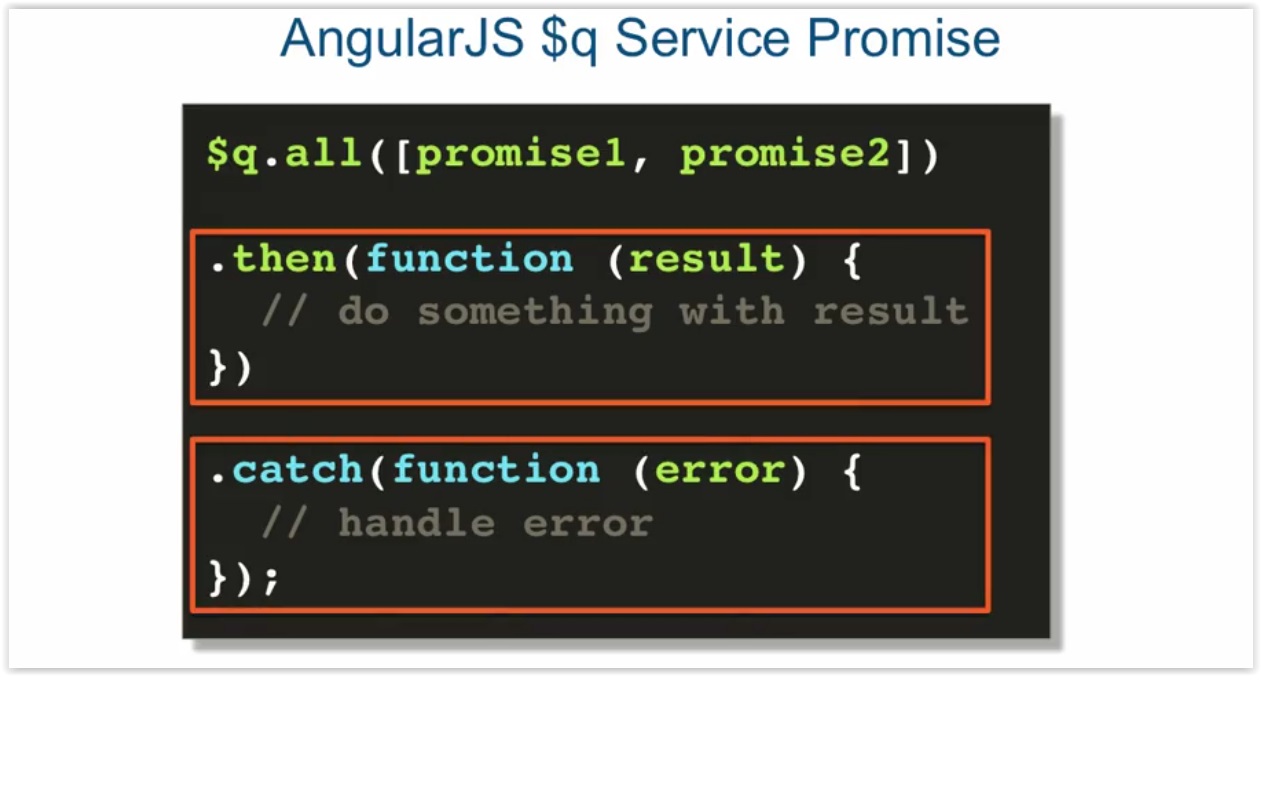 AngularJS $q Service Promise
$q.all([promise1, promise2])
.then(function (result) {
  // do something with result
})
.catch(function (error) {
  // handle error
});